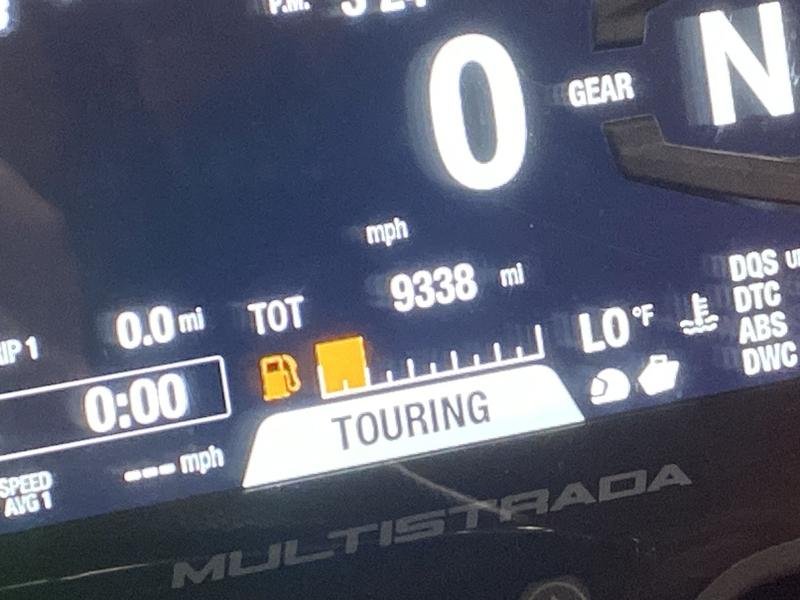 P.M.
0
GEAR
N
mph
TOT 9338 mi
0.0 mi
0:00
LO °F
DQS
DTC
ABS
DWC
TOURING
SPEED
AVG 1
--- mph
MULTISTRADA